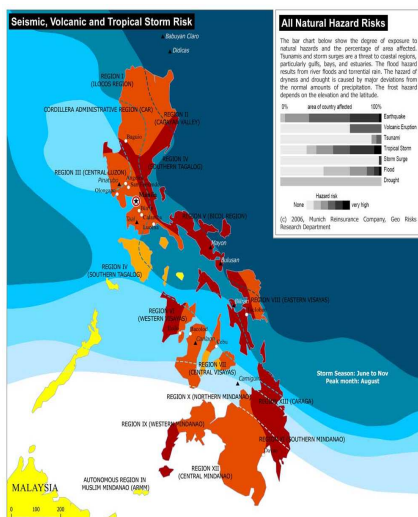 Seismic, Volcanic and Tropical Storm Risk
Babuyan Claro
Didicas
REGION I
(ILOCOS REGION)
CORDILLERA ADMINISTRATIVE REGION (CAR)
REGION II
(CAGAYAN VALLEY)
Baguio
REGION IV
(SOUTHERN TAGALOG)
REGION III (CENTRAL LUZON)
Pinatubo
Olongapo
REGION V (BICOL REGION)
Mayon
Bulusan
REGION IV
(SOUTHERN TAGALOG)
REGION VI
(WESTERN VISAYAS)
Biliran
REGION VIII (EASTERN VISAYAS)
Bacolod
Canlaon
Cebu
REGION VII
(CENTRAL VISAYAS)
Camiguin
REGION X (NORTHERN MINDANAO)
REGION XIII (CARAGA)
REGION IX (WESTERN MINDANAO)
REGION XI (SOUTHERN MINDANAO)
Davao
REGION XII
(CENTRAL MINDANAO)
AUTONOMOUS REGION IN
MUSLIM MINDANAO (ARMM)
MALAYSIA
0 100 200
Storm Season: June to Nov
Peak month: August
All Natural Hazard Risks
The bar chart below show the degree of exposure to
natural hazards and the percentage of area affected.
Tsunamis and storm surges are a threat to coastal regions,
particularly gulfs, bays, and estuaries. The flood hazard
results from river floods and torrential rain. The hazard of
dryness and drought is caused by major deviations from
the normal amounts of precipitation. The frost hazard
depends on the elevation and the latitude.
0% area of country affected 100%
Earthquake
Volcanic Eruption
Tsunami
Tropical Storm
Storm Surge
Flood
Drought
Hazard risk
None very high
(c) 2006, Munich Reinsurance Company, Geo Risks
Research Department